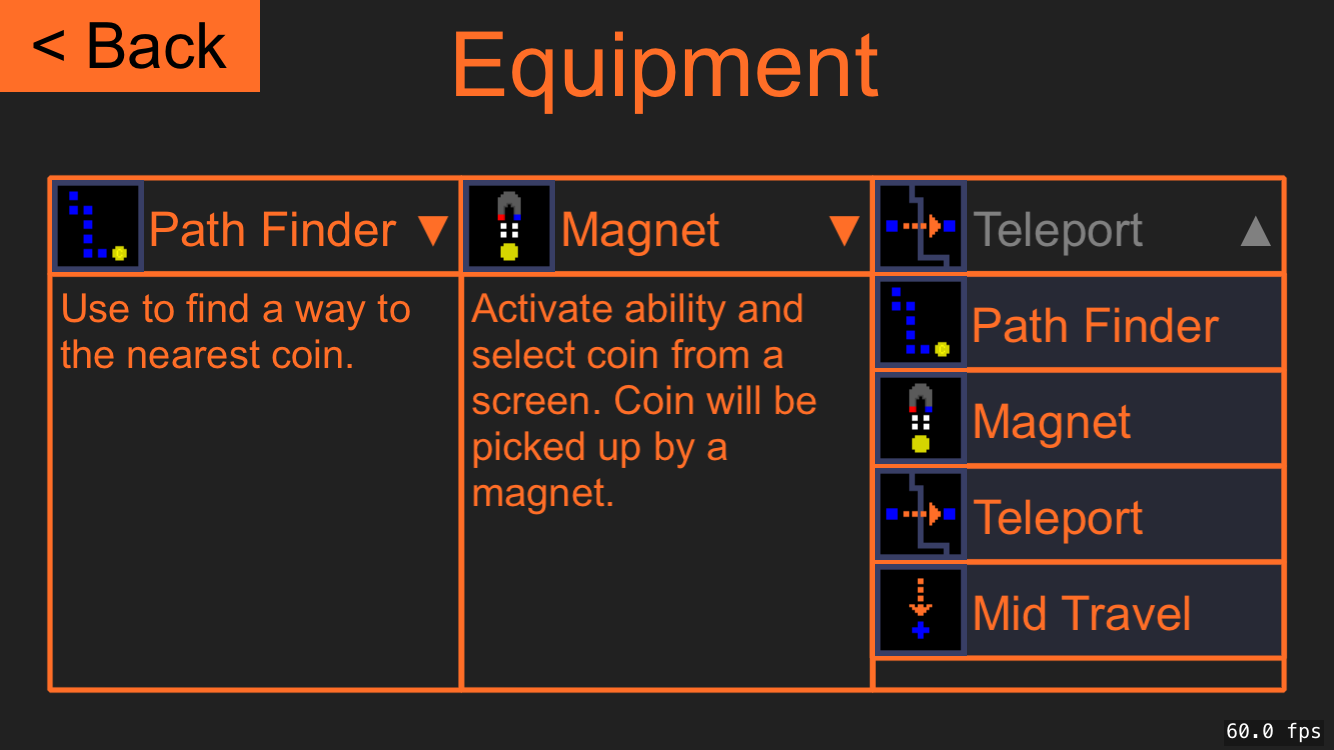 < Back
Equipment
Path Finder ▼
Use to find a way to
the nearest coin.
Magnet ▼
Activate ability and
select coin from a
screen. Coin will be
picked up by a
magnet.
Teleport ▲
Path Finder
Magnet
Teleport
Mid Travel
60.0 fps